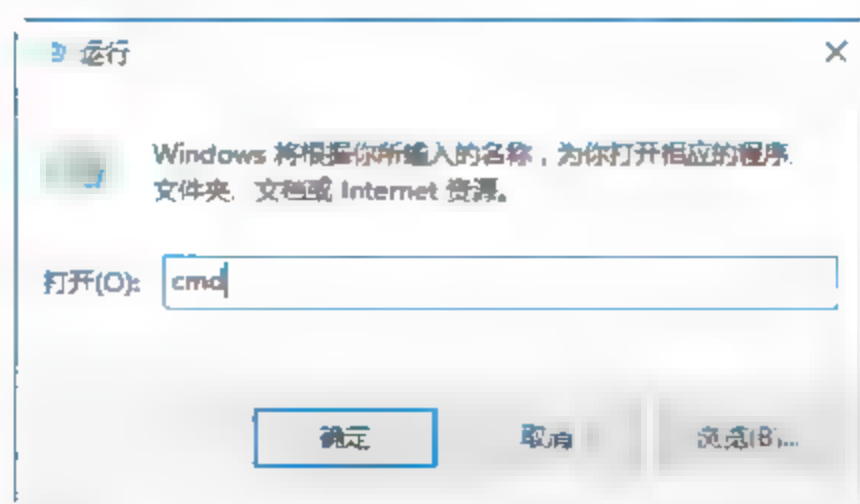 运行
Windows 将根据你所输入的名称，为你打开相应的程序、
文件夹、文档或 Internet 资源。
打开(O): cmd
确定 取消 浏览(B)...